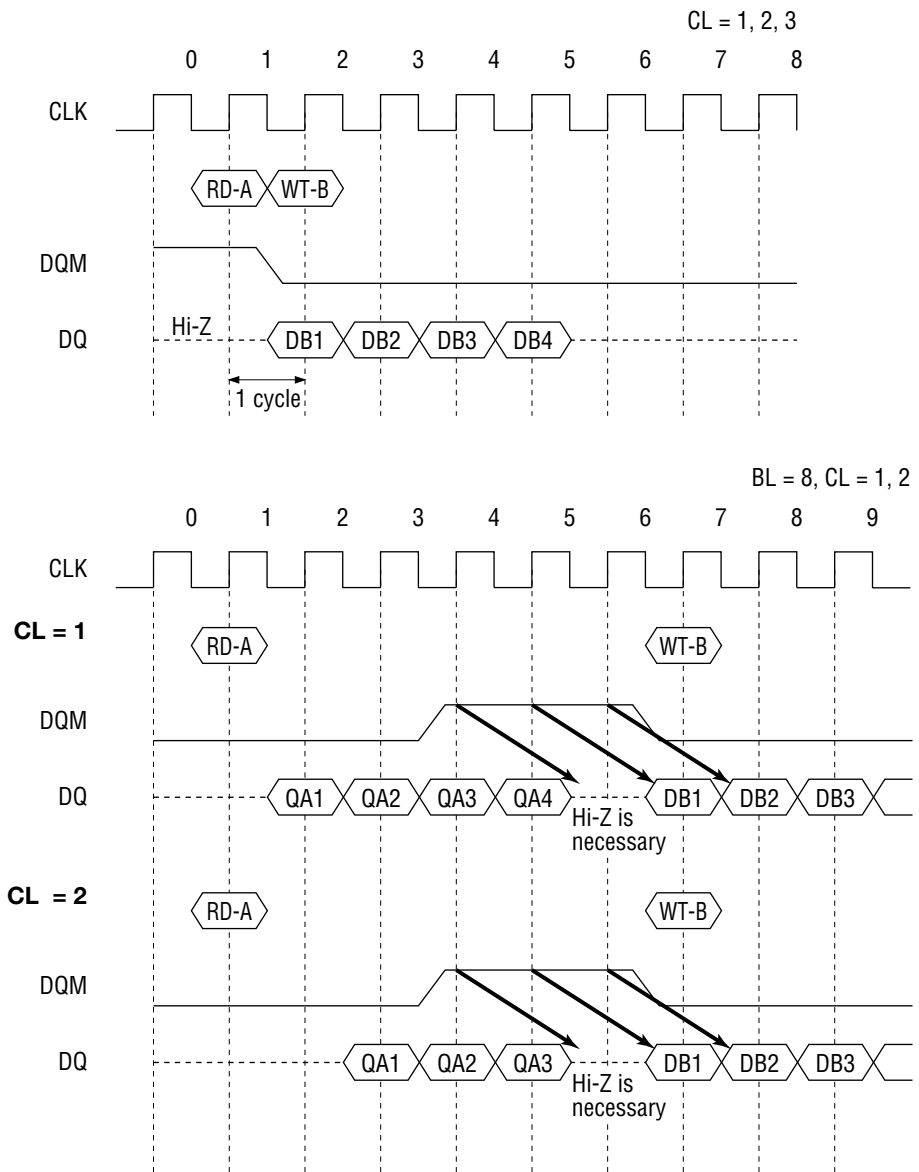 CL = 1, 2, 3
0 1 2 3 4 5 6 7 8
CLK
RD-A WT-B
DQM
Hi-Z
DQ DB1 DB2 DB3 DB4
1 cycle
BL = 8, CL = 1, 2
0 1 2 3 4 5 6 7 8 9
CLK
CL = 1
RD-A WT-B
DQM
DQ QA1 QA2 QA3 QA4 DB1 DB2 DB3
Hi-Z is
necessary
CL = 2
RD-A WT-B
DQM
DQ QA1 QA2 QA3 DB1 DB2 DB3
Hi-Z is
necessary